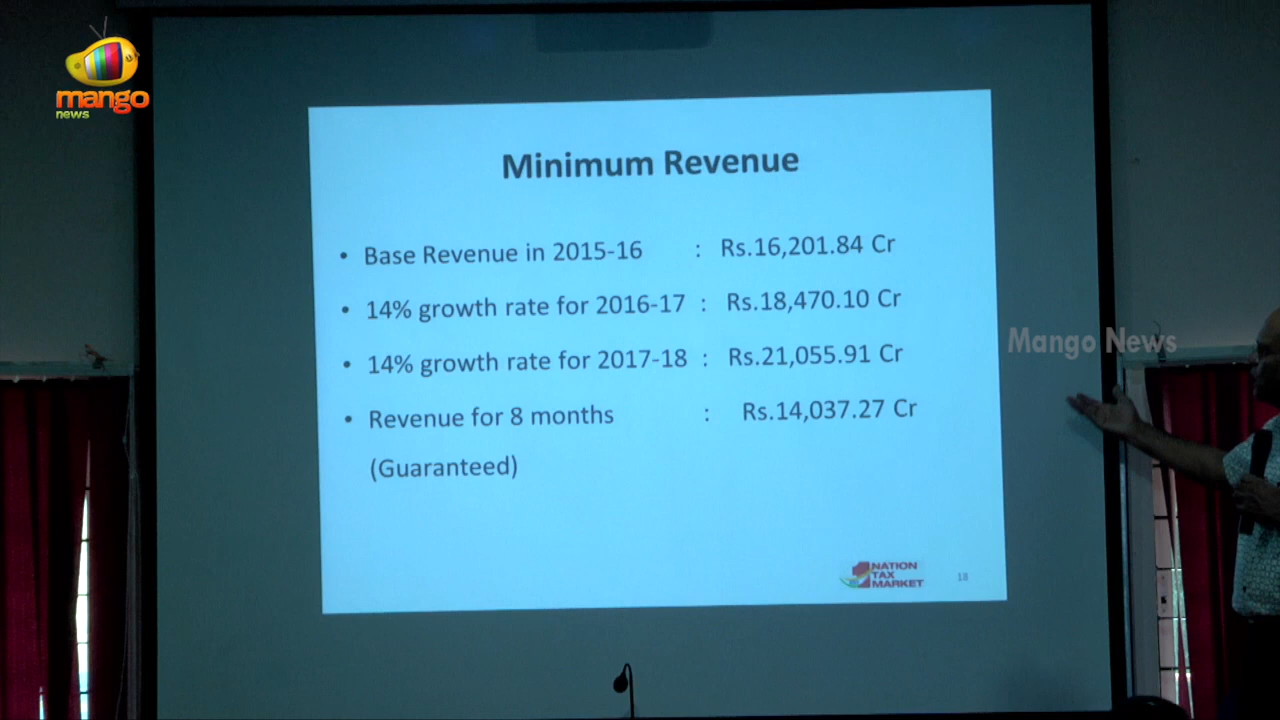 mango
news
Minimum Revenue
• Base Revenue in 2015-16 : Rs.16,201.84 Cr
• 14% growth rate for 2016-17 : Rs.18,470.10 Cr
• 14% growth rate for 2017-18 : Rs.21,055.91 Cr
• Revenue for 8 months : Rs.14,037.27 Cr
(Guaranteed)
Mango News
1 NATION
TAX
MARKET
18